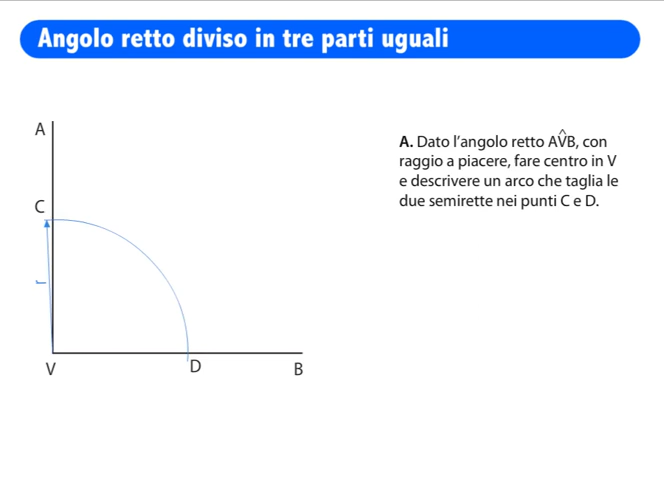 Angolo retto diviso in tre parti uguali
A
A. Dato l'angolo retto AV̂B, con
raggio a piacere, fare centro in V
e descrivere un arco che taglia le
due semirette nei punti C e D.
C
r
V
D
B